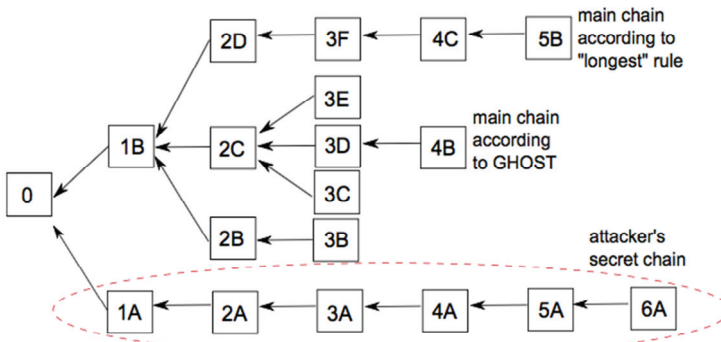 2D
3F
4C
5B
main chain
according to
"longest" rule
3E
1B
2C
3D
4B
main chain
according
to GHOST
0
3C
2B
3B
attacker's
secret chain
1A
2A
3A
4A
5A
6A